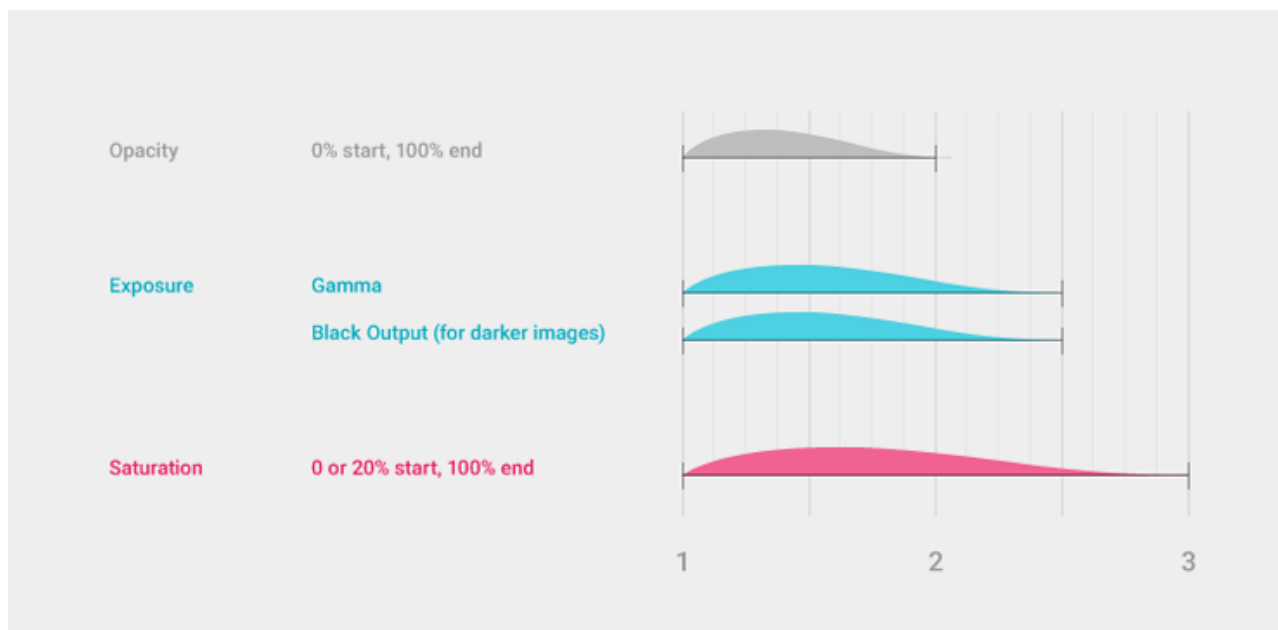 Opacity 0% start, 100% end
Exposure Gamma
Black Output (for darker images)
Saturation 0 or 20% start, 100% end
1 2 3